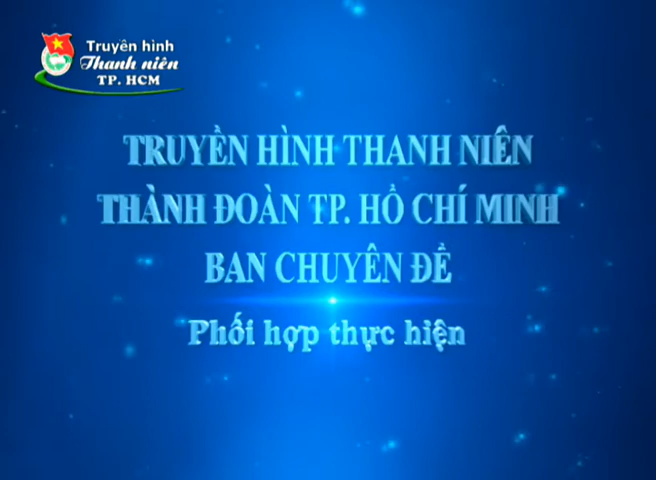 Truyền hình
Thanh niên
TP. HCM
TRUYỀN HÌNH THANH NIÊN
THÀNH ĐOÀN TP. HỒ CHÍ MINH
BAN CHUYÊN ĐỀ
Phối hợp thực hiện